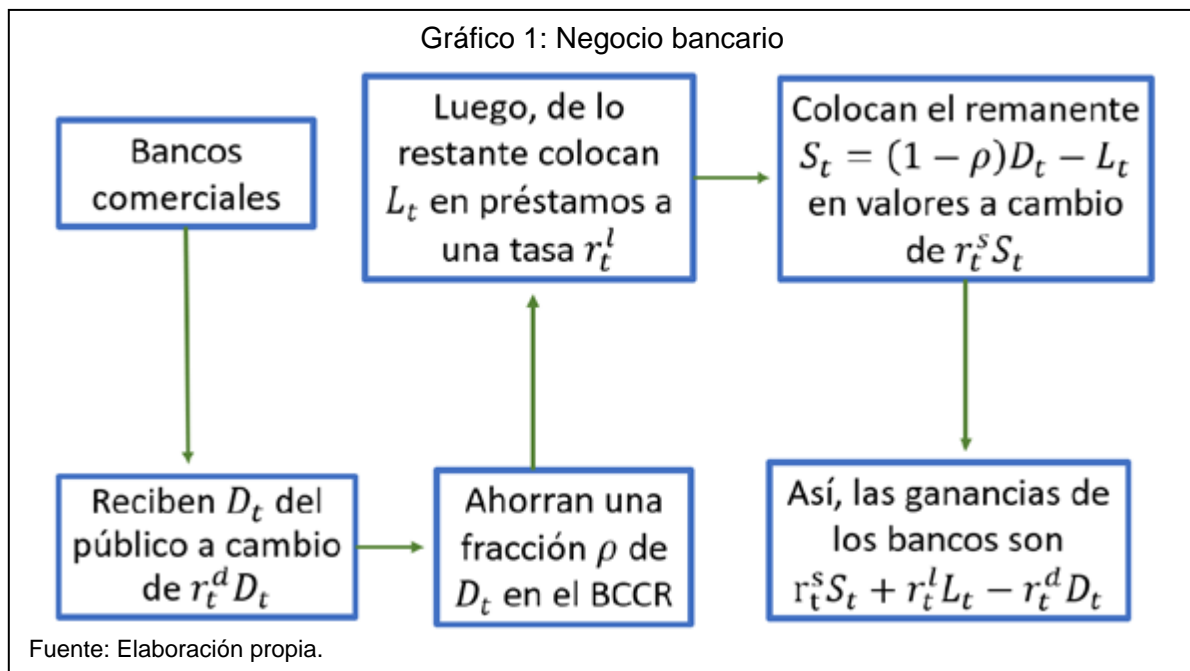 Gráfico 1: Negocio bancario
Bancos
comerciales
Reciben $D_t$ del
público a cambio
de $r_t^d D_t$
Ahorran una
fracción $\rho$ de
$D_t$ en el BCCR
Luego, de lo
restante colocan
$L_t$ en préstamos a
una tasa $r_t^l$
Colocan el remanente
$S_t = (1 - \rho)D_t - L_t$
en valores a cambio
de $r_t^s S_t$
Así, las ganancias de
los bancos son
$r_t^s S_t + r_t^l L_t - r_t^d D_t$
Fuente: Elaboración propia.